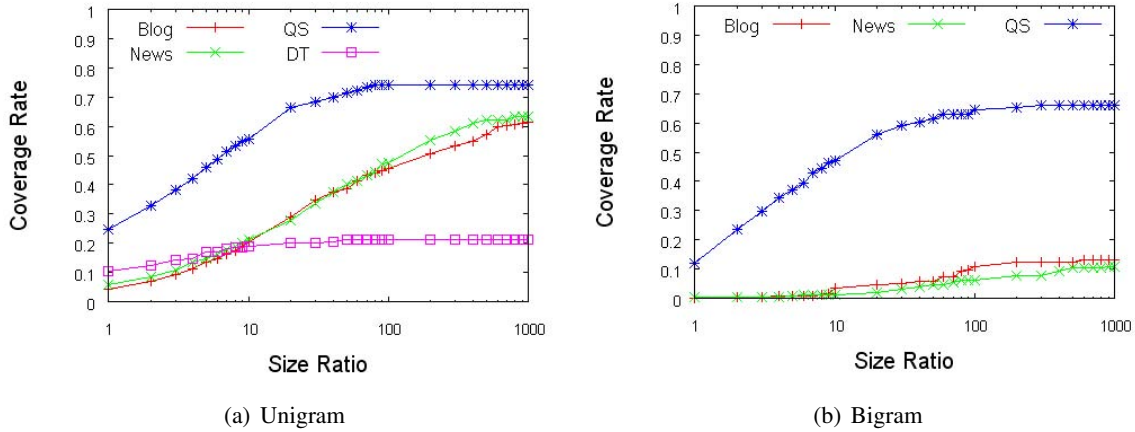 Blog
News
QS
DT
1
0.9
0.8
0.7
0.6
0.5
0.4
0.3
0.2
0.1
0
Coverage Rate
1 10 100 1000
Size Ratio
(a) Unigram
Blog News QS
1
0.9
0.8
0.7
0.6
0.5
0.4
0.3
0.2
0.1
0
Coverage Rate
1 10 100 1000
Size Ratio
(b) Bigram